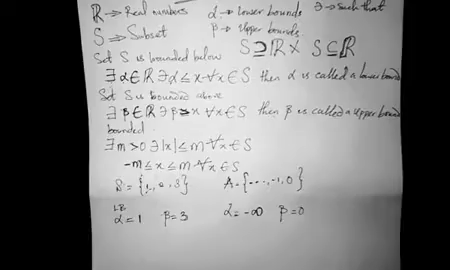 ℝ → Real numbers α → Lower bounds ∋ → Such that
S ⇒ Subset β → Upper bounds
Set S is bounded below S ⊇ ℝ X S ⊆ ℝ
∃ α ∈ ℝ ∋ α ≤ x ∀ x ∈ S then α is called a lower bound
Set S is bounded above
∃ β ∈ ℝ ∋ β ≥ x ∀ x ∈ S then β is called a upper bound
bounded
∃ m > 0 ∋ |x| ≤ m ∀ x ∈ S
-m ≤ x ≤ m ∀ x ∈ S
S = {1, , 3} A = {..., -1, 0}
LB
α = 1 β = 3 α = -∞ β = 0